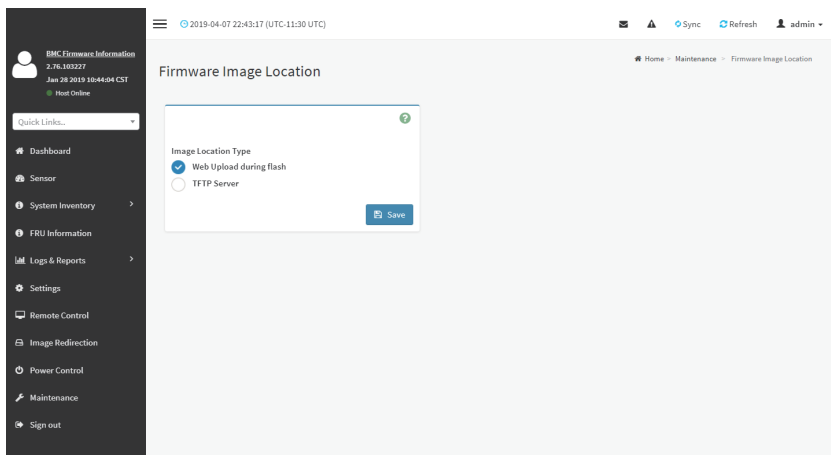 BMC Firmware Information
2.76.103227
Jan 28 2019 10:44:04 CST
Host Online
Quick Links..
Dashboard
Sensor
System Inventory
FRU Information
Logs & Reports
Settings
Remote Control
Image Redirection
Power Control
Maintenance
Sign out
2019-04-07 22:43:17 (UTC-11:30 UTC)
Sync
Refresh
admin
Firmware Image Location
Home > Maintenance > Firmware Image Location
Image Location Type
Web Upload during flash
TFTP Server
Save